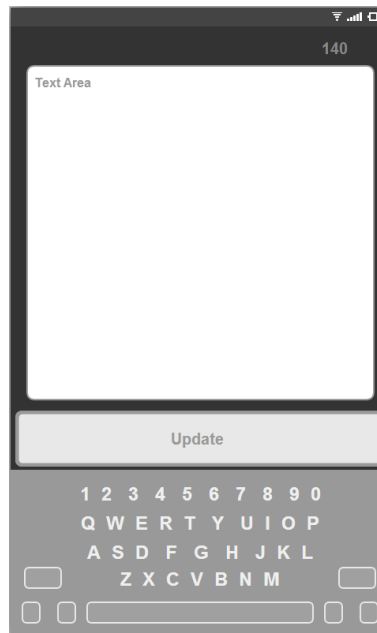 140
Text Area
Update
1 2 3 4 5 6 7 8 9 0
Q W E R T Y U I O P
A S D F G H J K L
Z X C V B N M